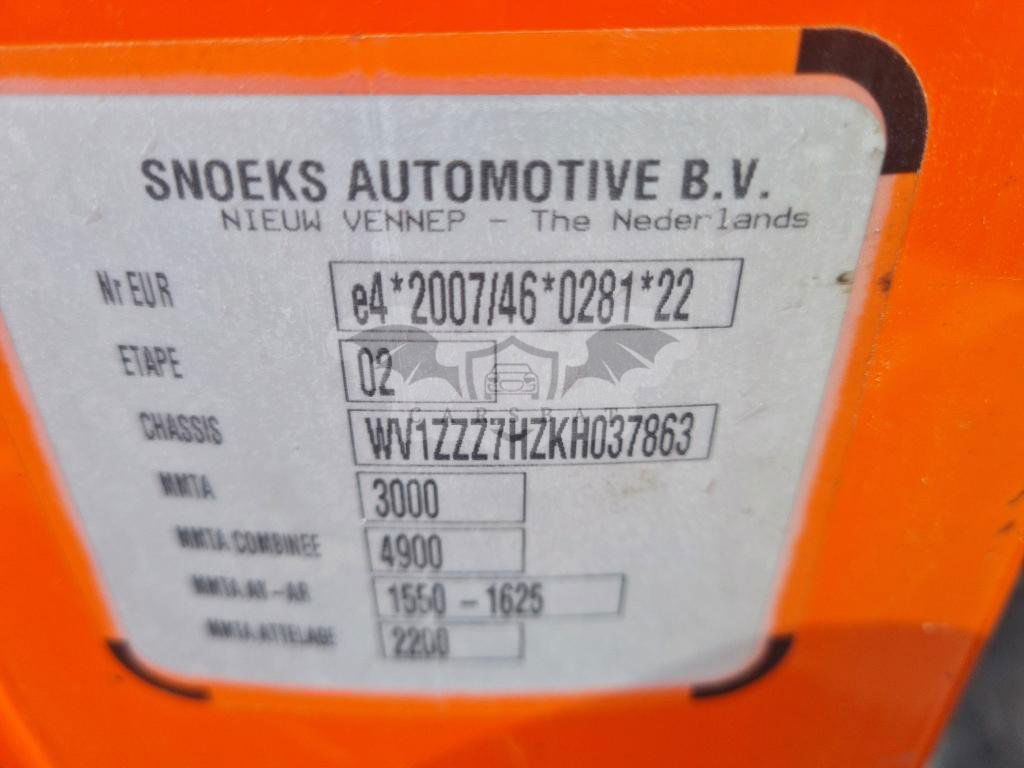 SNOEKS AUTOMOTIVE B.V.
NIEUW VENNEP - The Nederlands
Nr EUR e4*2007/46*0281*22
ETAPE 02
CARSBAT
CHASSIS WV1ZZZ7HZKH037863
MMTA 3000
MMTA COMBINEE 4900
MMTA AV-AR 1550 - 1625
MMTA ATTELAGE 2200